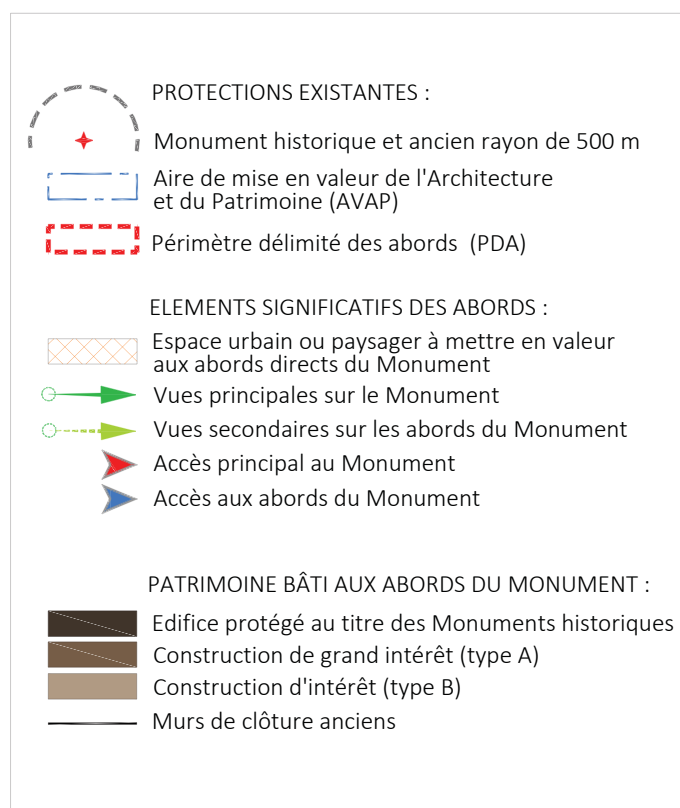 PROTECTIONS EXISTANTES :
Monument historique et ancien rayon de 500 m
Aire de mise en valeur de l'Architecture
et du Patrimoine (AVAP)
Périmètre délimité des abords (PDA)
ELEMENTS SIGNIFICATIFS DES ABORDS :
Espace urbain ou paysager à mettre en valeur
aux abords directs du Monument
Vues principales sur le Monument
Vues secondaires sur les abords du Monument
Accès principal au Monument
Accès aux abords du Monument
PATRIMOINE BÂTI AUX ABORDS DU MONUMENT :
Edifice protégé au titre des Monuments historiques
Construction de grand intérêt (type A)
Construction d'intérêt (type B)
Murs de clôture anciens